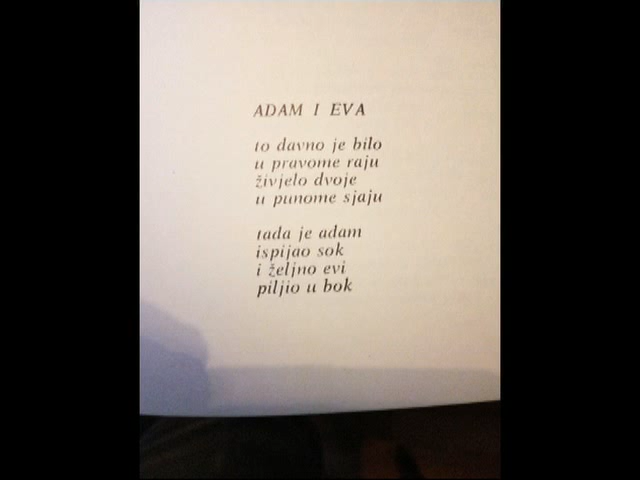 ADAM I EVA
to davno je bilo
u pravome raju
živjelo dvoje
u punome sjaju
tada je adam
ispijao sok
i željno evi
piljio u bok